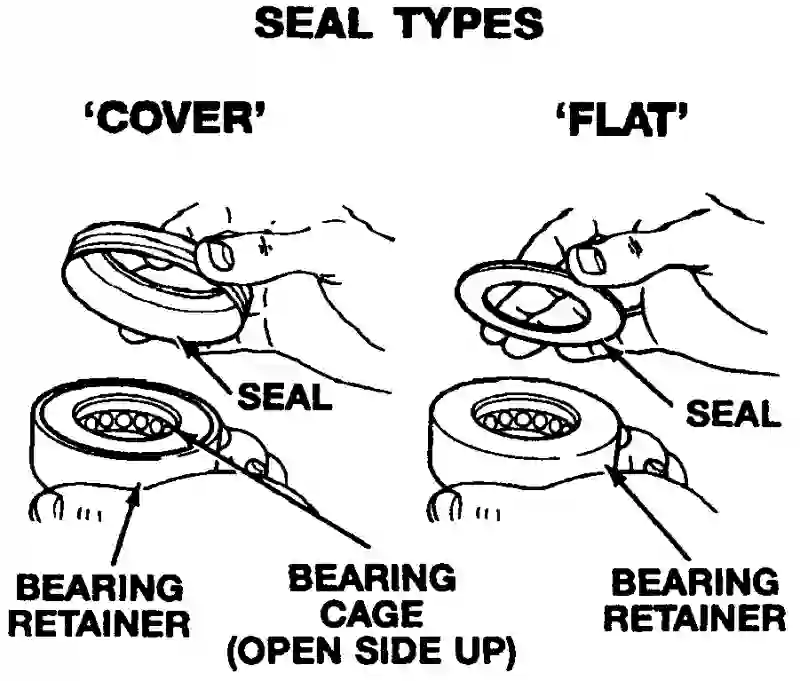 SEAL TYPES
‘COVER’
‘FLAT’
SEAL
SEAL
BEARING
RETAINER
BEARING
CAGE
(OPEN SIDE UP)
BEARING
RETAINER